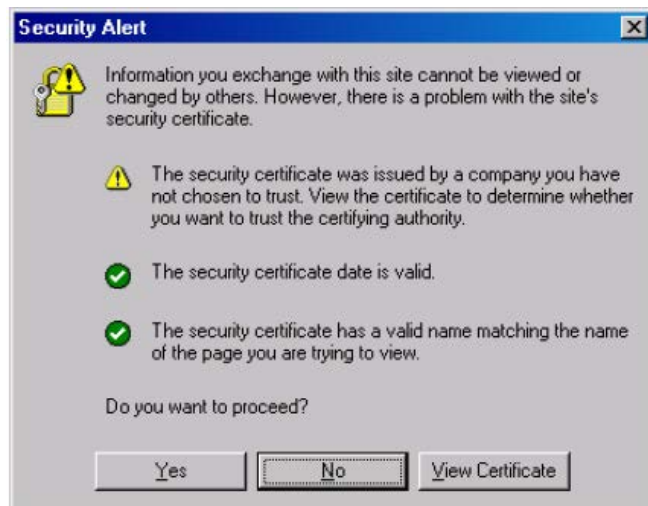 Security Alert
Information you exchange with this site cannot be viewed or
changed by others. However, there is a problem with the site's
security certificate.
The security certificate was issued by a company you have
not chosen to trust. View the certificate to determine whether
you want to trust the certifying authority.
The security certificate date is valid.
The security certificate has a valid name matching the name
of the page you are trying to view.
Do you want to proceed?
Yes No View Certificate